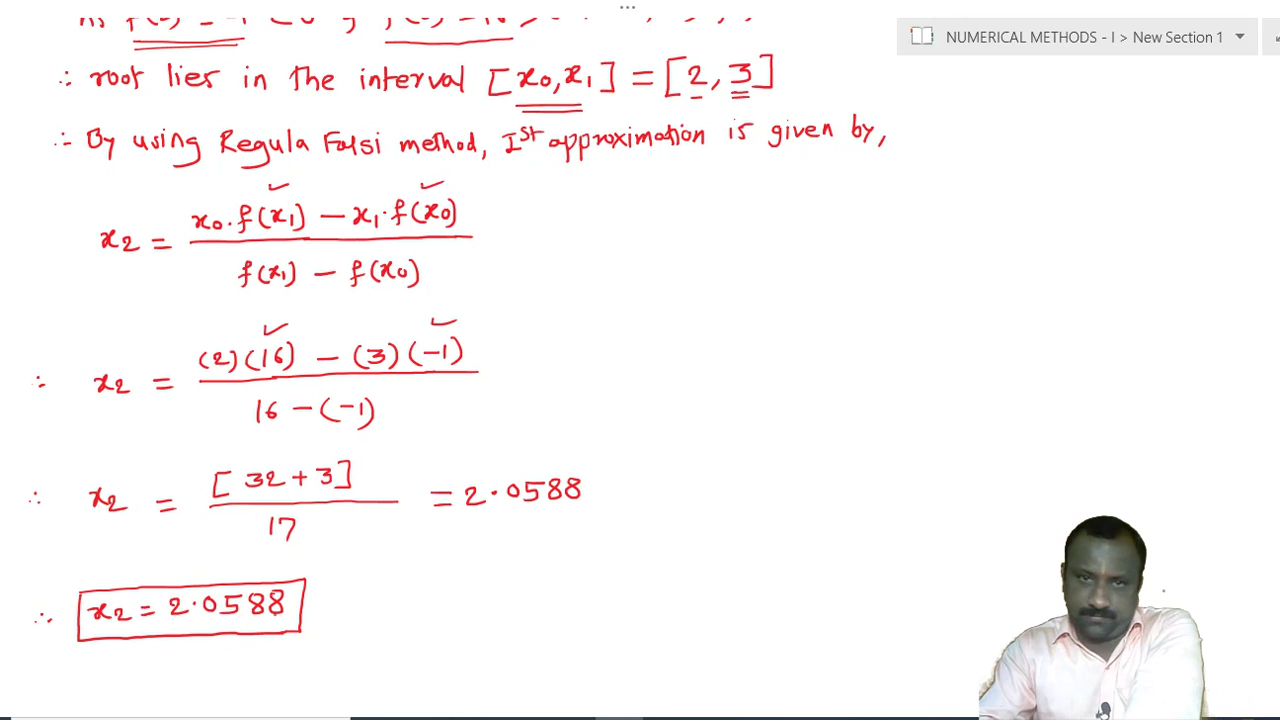 NUMERICAL METHODS - I > New Section 1
∴ root lies in the interval [x₀, x₁] = [2, 3]
∴ By using Regula Falsi method, Iˢᵗ approximation is given by,
x₂ = (x₀·f(x₁) − x₁·f(x₀)) / (f(x₁) − f(x₀))
∴ x₂ = ((2)(16) − (3)(−1)) / (16 − (−1))
∴ x₂ = [32 + 3] / 17 = 2.0588
∴ x₂ = 2.0588